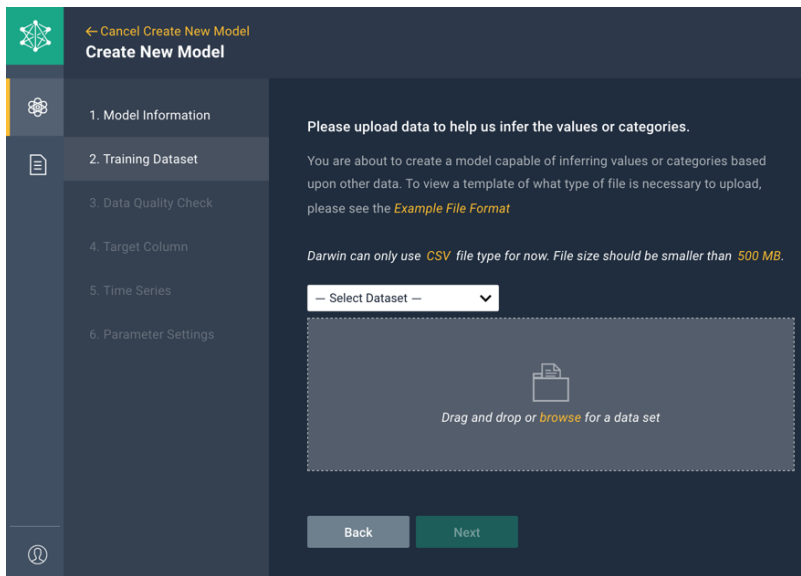 ← Cancel Create New Model
Create New Model
1. Model Information
2. Training Dataset
3. Data Quality Check
4. Target Column
5. Time Series
6. Parameter Settings
Please upload data to help us infer the values or categories.
You are about to create a model capable of inferring values or categories based
upon other data. To view a template of what type of file is necessary to upload,
please see the Example File Format
Darwin can only use CSV file type for now. File size should be smaller than 500 MB.
— Select Dataset —
Drag and drop or browse for a data set
Back
Next